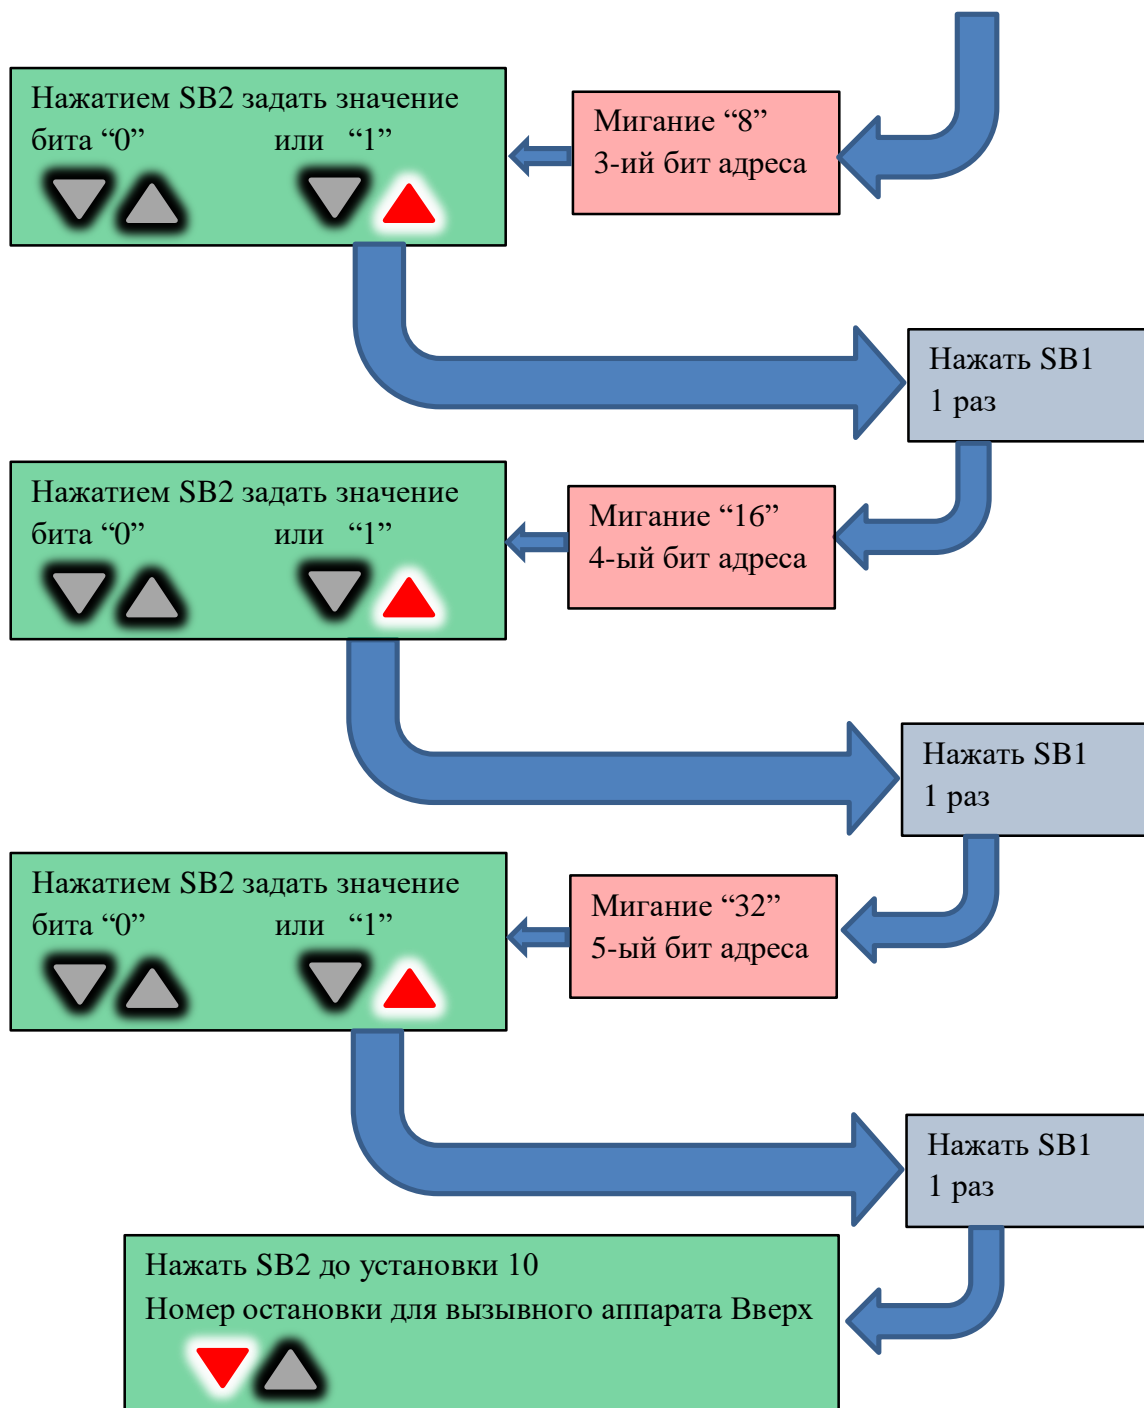 Мигание “8”
3-ий бит адреса
Нажатием SB2 задать значение
бита “0” или “1”
Нажать SB1
1 раз
Мигание “16”
4-ый бит адреса
Нажатием SB2 задать значение
бита “0” или “1”
Нажать SB1
1 раз
Мигание “32”
5-ый бит адреса
Нажатием SB2 задать значение
бита “0” или “1”
Нажать SB1
1 раз
Нажать SB2 до установки 10
Номер остановки для вызывного аппарата Вверх